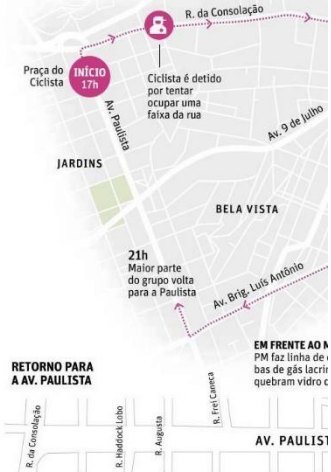 R. da Consolação
Praça do
Ciclista
INÍCIO
17h
Ciclista é detido
por tentar
ocupar uma
faixa da rua
Av. Paulista
Av. 9 de Julho
JARDINS
BELA VISTA
21h
Maior parte
do grupo volta
para a Paulista
Av. Brig. Luís Antônio
EM FRENTE AO
PM faz linha de
bas de gás
quebram vidro
RETORNO PARA
A AV. PAULISTA
R. da Consolação
R. Haddock Lobo
R. Augusta
R. Frei Caneca
AV. PAULIST